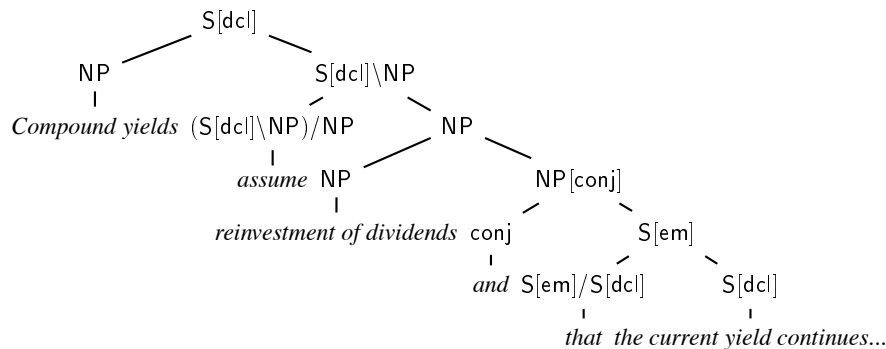 S[dcl]
NP S[dcl]\NP
Compound yields (S[dcl]\NP)/NP NP
assume NP NP[conj]
reinvestment of dividends conj S[em]
and S[em]/S[dcl] S[dcl]
that the current yield continues...